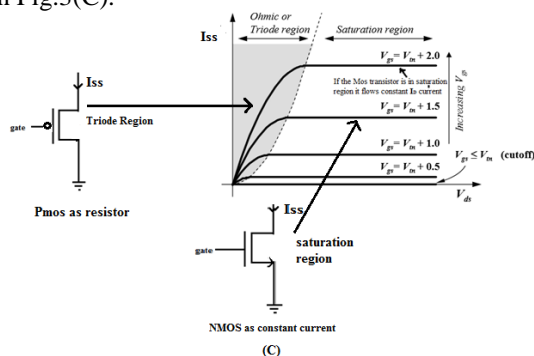 n Fig.3(C).
Ohmic or
Triode region
Saturation region
Iss
Vgs = Vtn + 2.0
If the Mos transistor is in saturation
region it flows constant Is current
Increasing Vgs
Vgs = Vtn + 1.5
Vgs = Vtn + 1.0
Vgs = Vtn + 0.5
Vgs ≤ Vtn (cutoff)
Vds
Iss
gate
Triode Region
Pmos as resistor
Iss
gate
saturation
region
NMOS as constant current
(C)